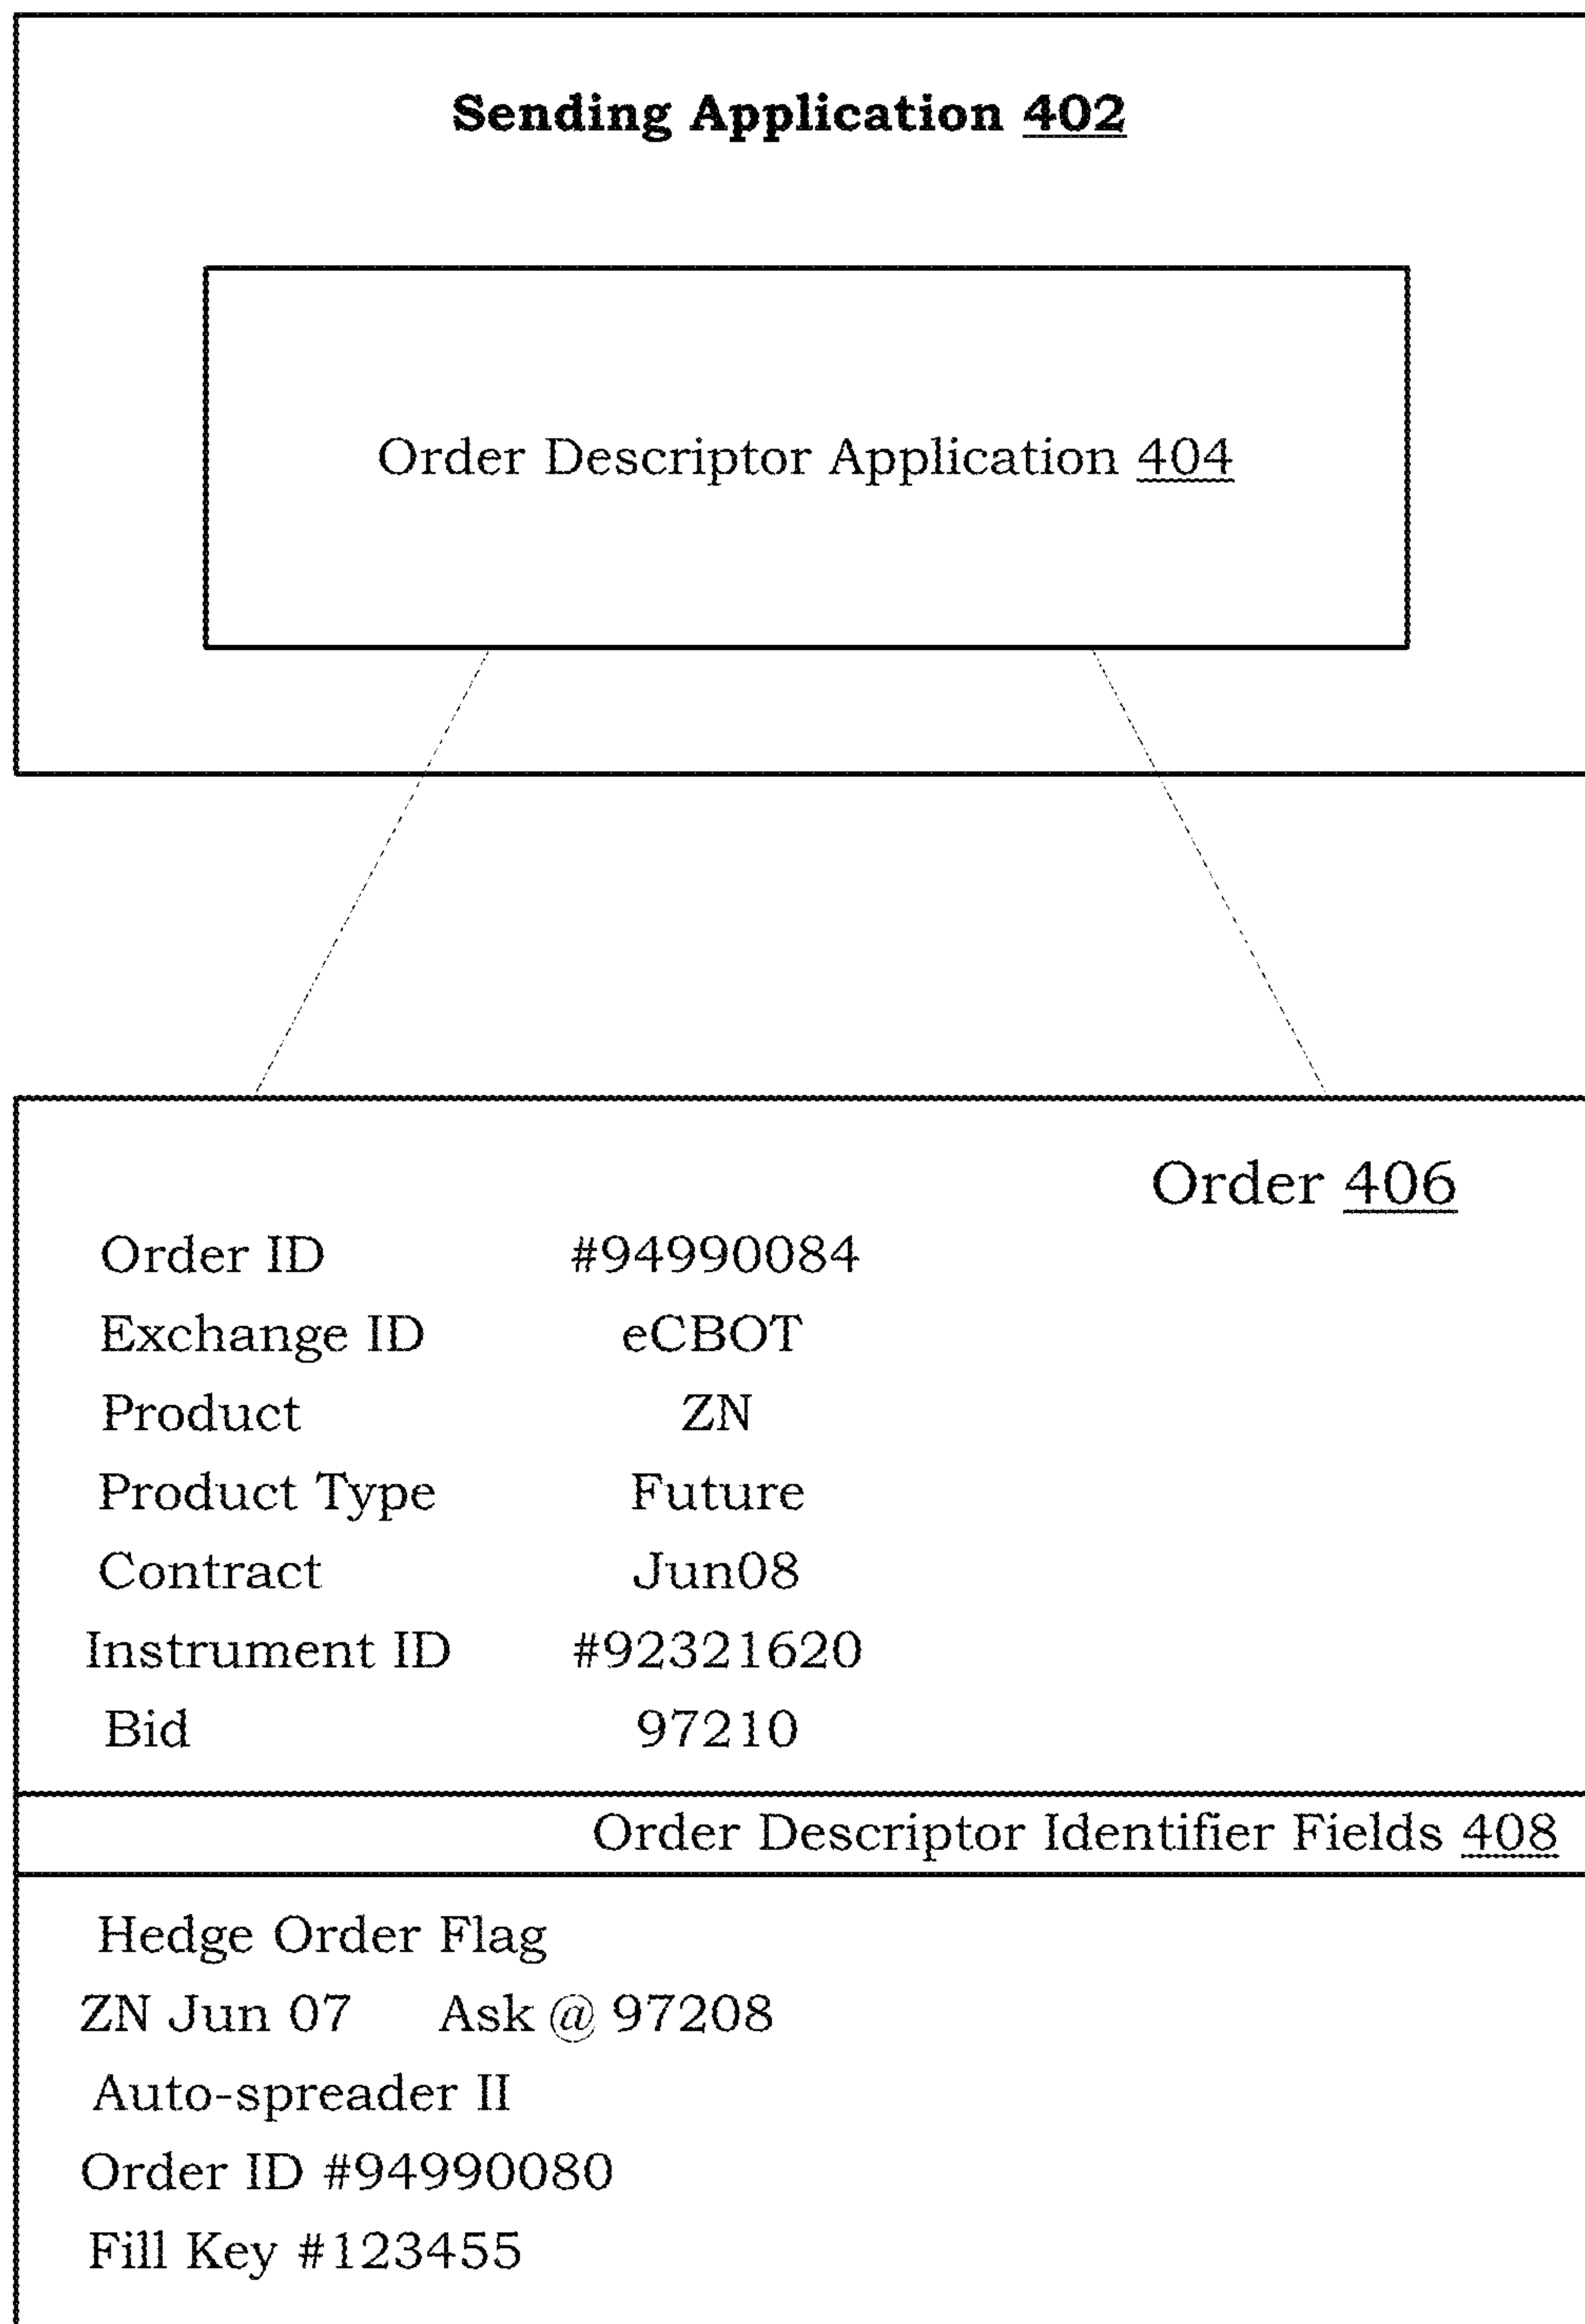 Sending Application 402
Order Descriptor Application 404
Order 406
Order ID #94990084
Exchange ID eCBOT
Product ZN
Product Type Future
Contract Jun08
Instrument ID #92321620
Bid 97210
Order Descriptor Identifier Fields 408
Hedge Order Flag
ZN Jun 07 Ask @ 97208
Auto-spreader II
Order ID #94990080
Fill Key #123455